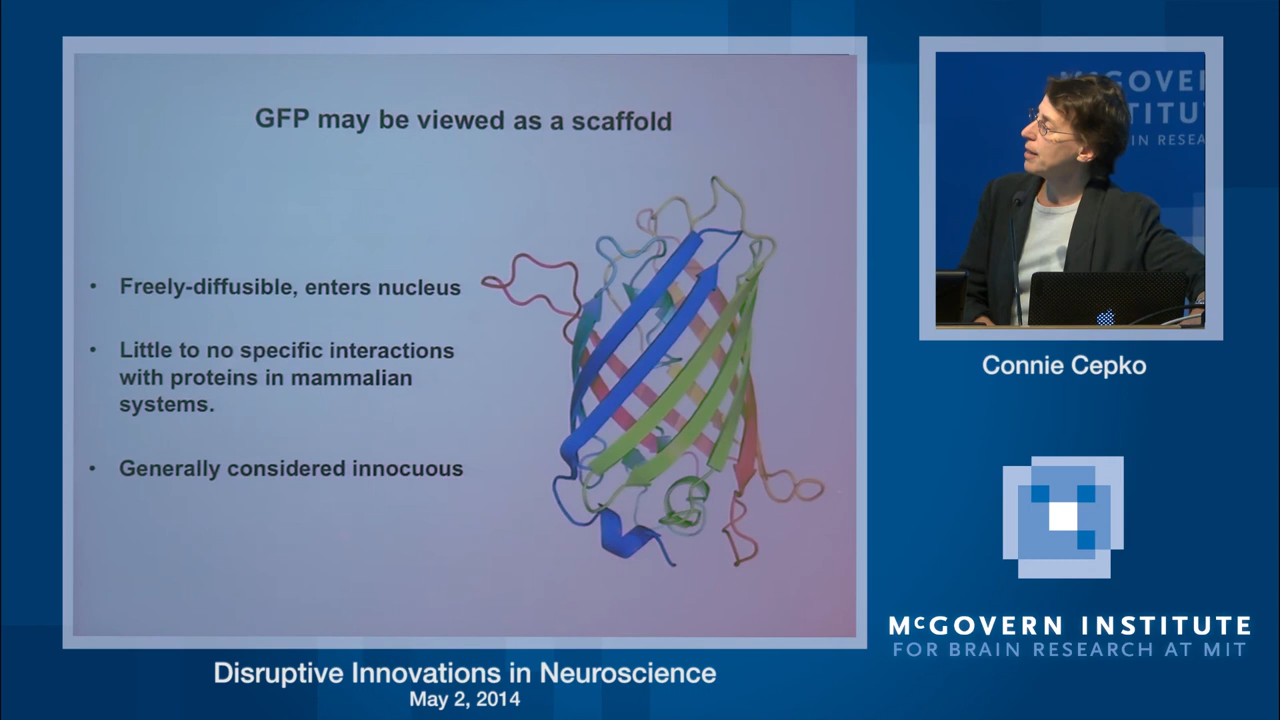 GFP may be viewed as a scaffold
• Freely-diffusible, enters nucleus
• Little to no specific interactions
with proteins in mammalian
systems.
• Generally considered innocuous
Connie Cepko
McGOVERN INSTITUTE
FOR BRAIN RESEARCH AT MIT
Disruptive Innovations in Neuroscience
May 2, 2014